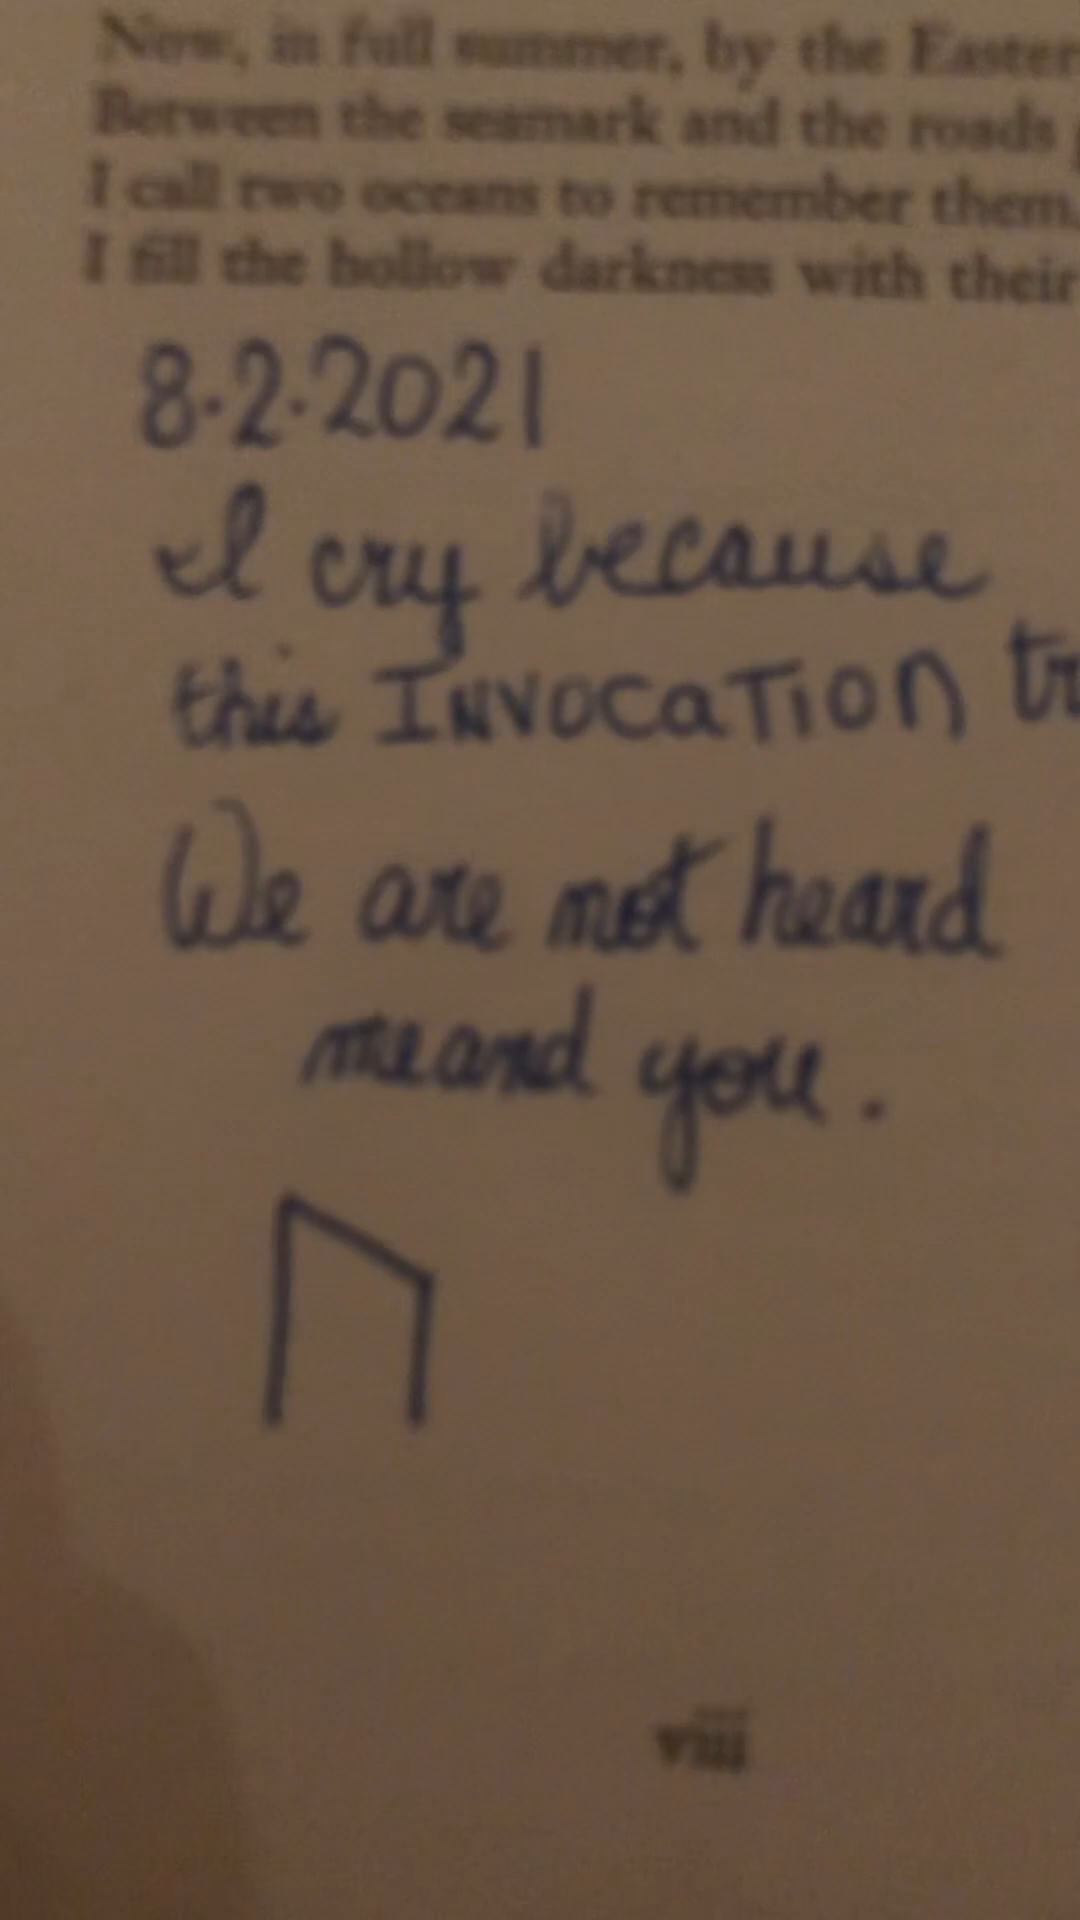 Now, in full summer, by the Eastern
Between the seamark and the roads
I call two oceans to remember them.
I fill the hollow darkness with their
8.2.2021
I cry because
this INVOCATION tr
We are not heard
me and you.
ᚢ
viii